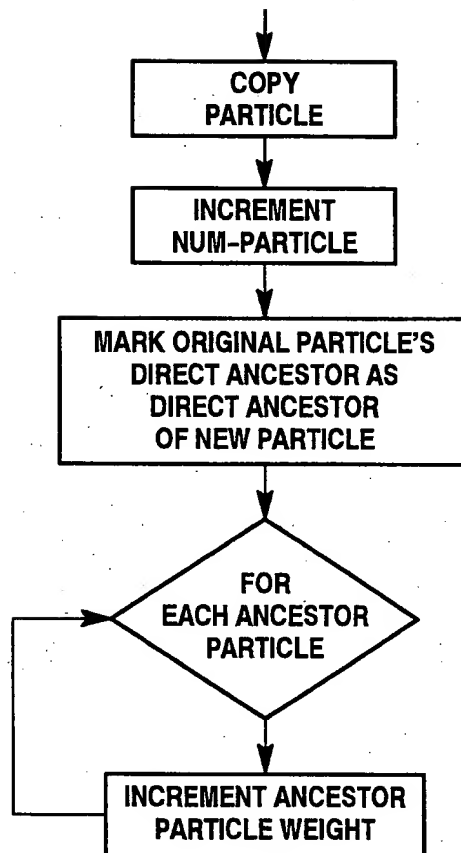 COPY
PARTICLE
INCREMENT
NUM-PARTICLE
MARK ORIGINAL PARTICLE'S
DIRECT ANCESTOR AS
DIRECT ANCESTOR
OF NEW PARTICLE
FOR
EACH ANCESTOR
PARTICLE
INCREMENT ANCESTOR
PARTICLE WEIGHT